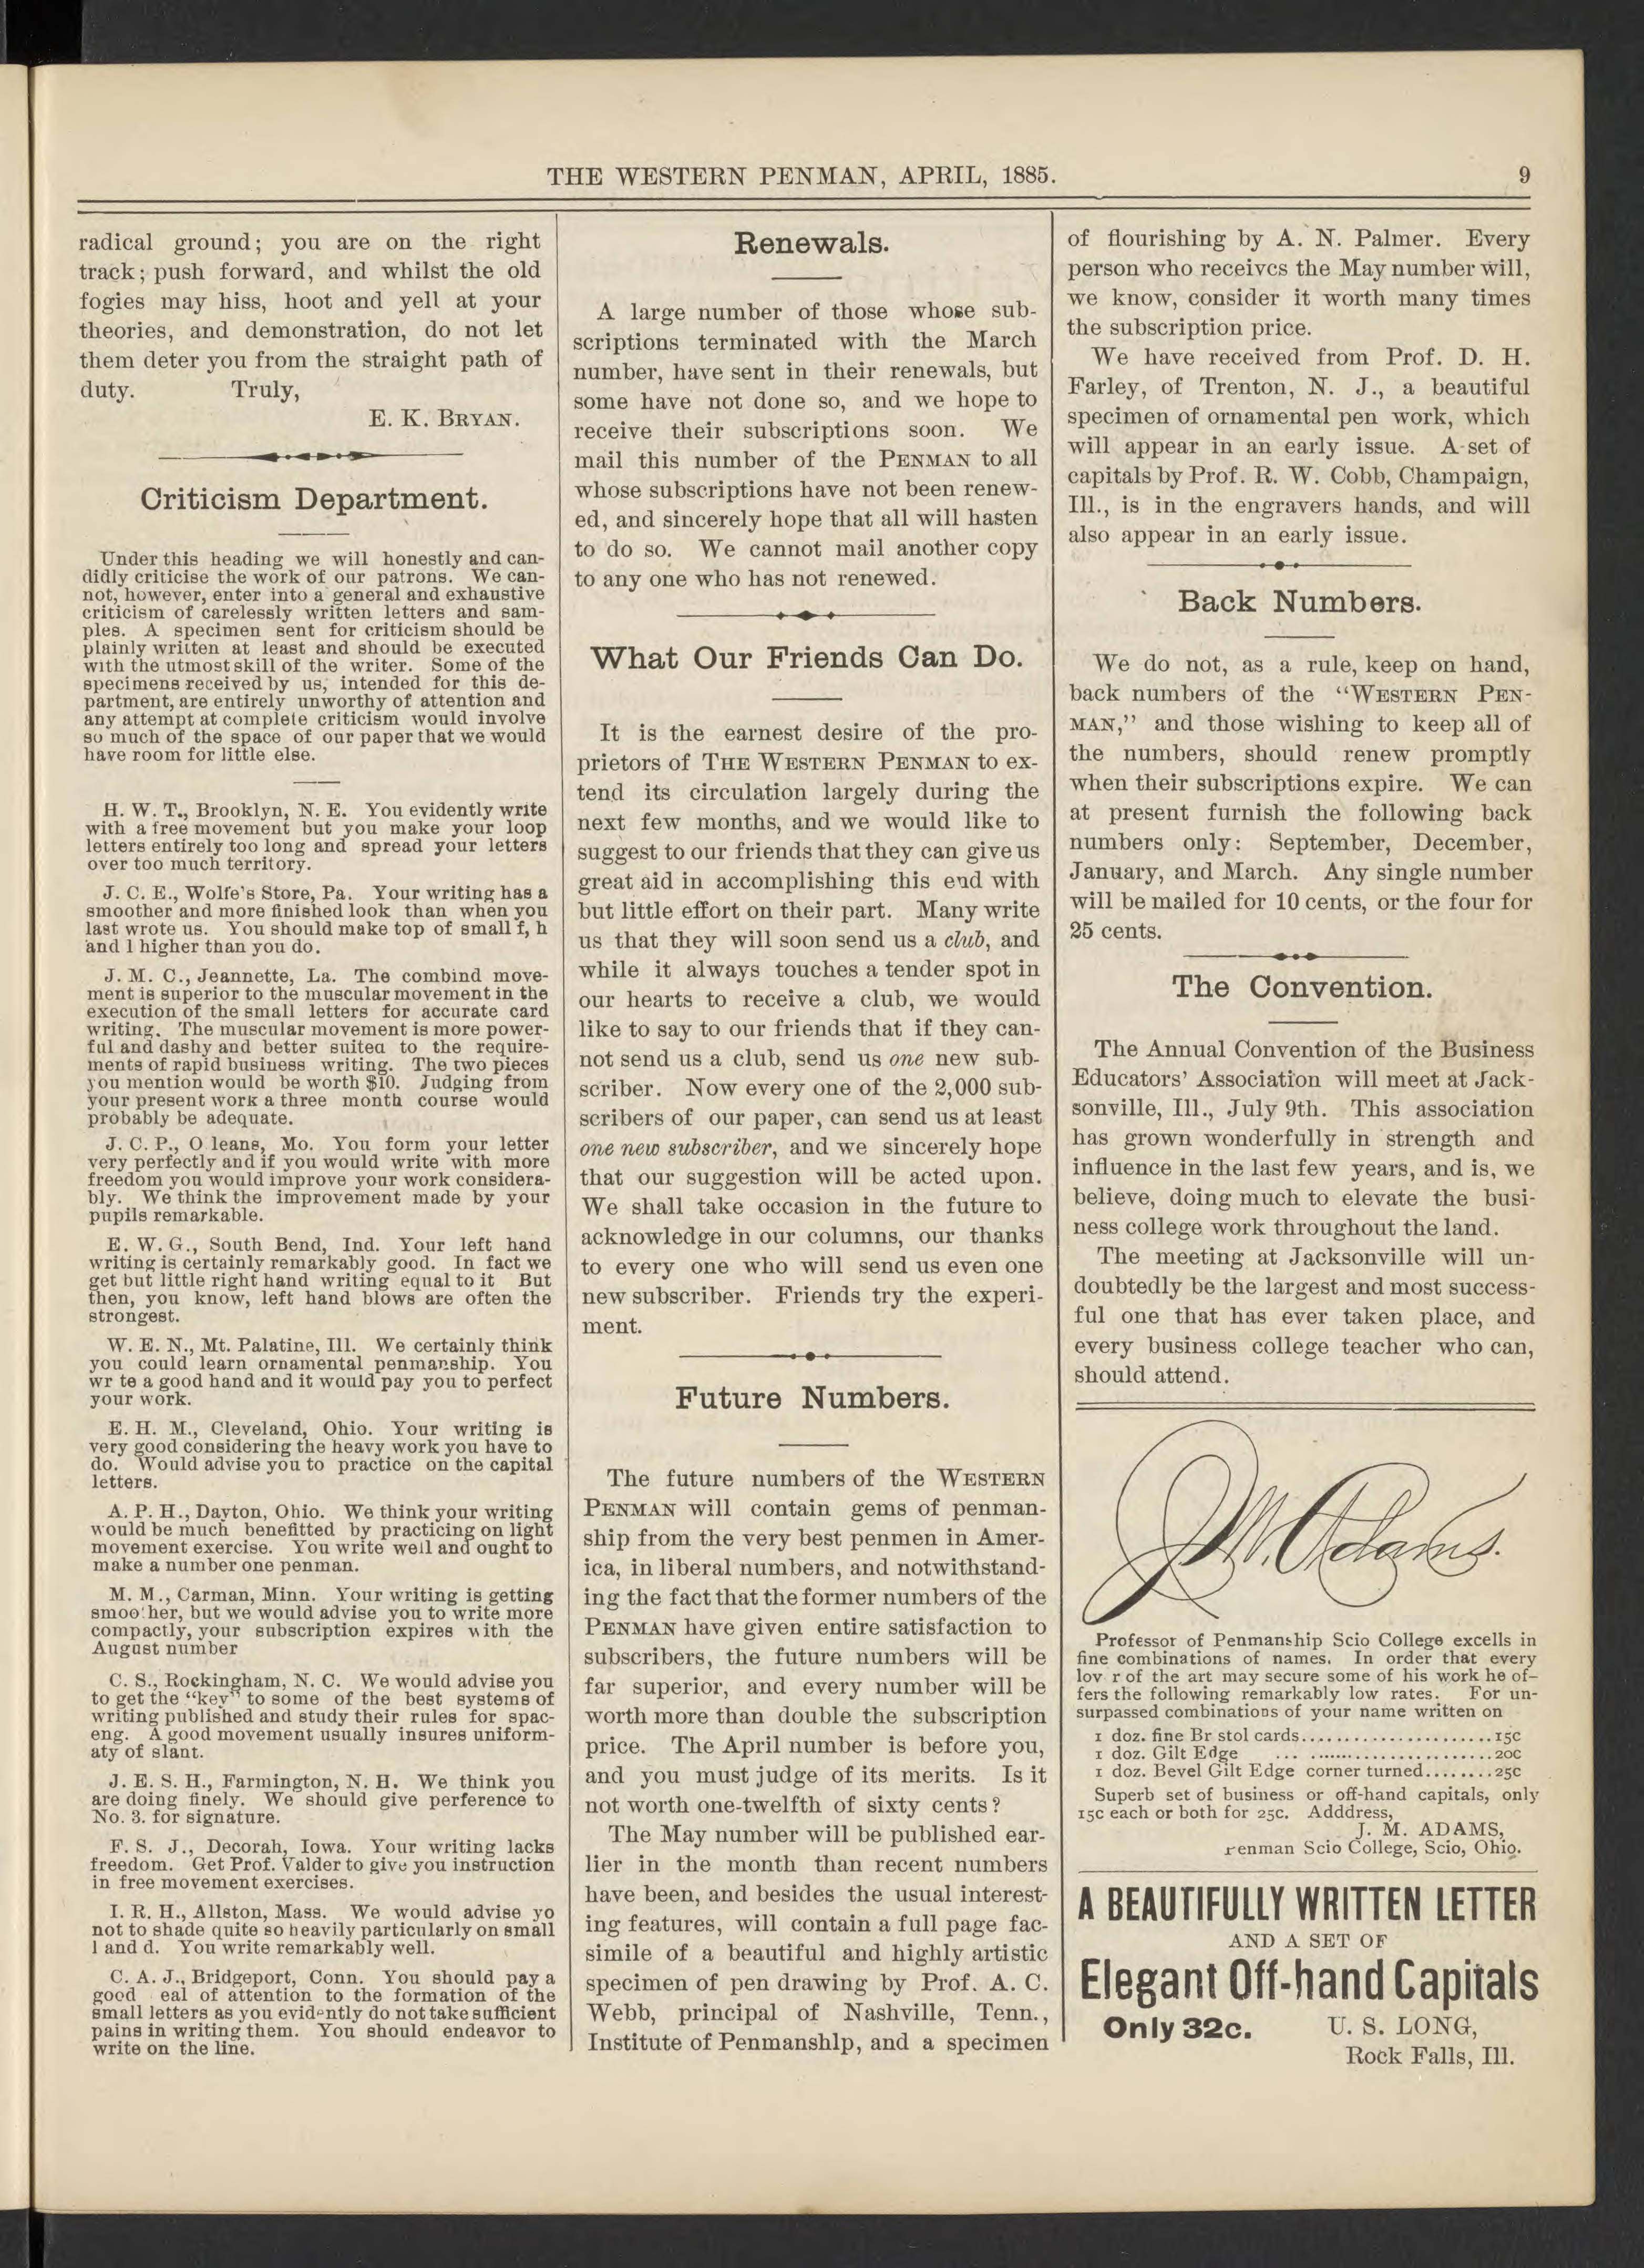 THE WESTERN PENMAN, APRIL, 1885. 9
radical ground; you are on the right
track; push forward, and whilst the old
fogies may hiss, hoot and yell at your
theories, and demonstration, do not let
them deter you from the straight path of
duty. Truly,
E. K. BRYAN.
Criticism Department.
Under this heading we will honestly and can-
didly criticise the work of our patrons. We can-
not, however, enter into a general and exhaustive
criticism of carelessly written letters and sam-
ples. A specimen sent for criticism should be
plainly written at least and should be executed
with the utmost skill of the writer. Some of the
specimens received by us, intended for this de-
partment, are entirely unworthy of attention and
any attempt at complete criticism would involve
so much of the space of our paper that we would
have room for little else.
H. W. T., Brooklyn, N. E. You evidently write
with a free movement but you make your loop
letters entirely too long and spread your letters
over too much territory.
J. C. E., Wolfe's Store, Pa. Your writing has a
smoother and more finished look than when you
last wrote us. You should make top of small f, h
and l higher than you do.
J. M. C., Jeannette, La. The combind move-
ment is superior to the muscular movement in the
execution of the small letters for accurate card
writing. The muscular movement is more power-
ful and dashy and better suited to the require-
ments of rapid business writing. The two pieces
you mention would be worth $10. Judging from
your present work a three month course would
probably be adequate.
J. C. P., O leans, Mo. You form your letter
very perfectly and if you would write with more
freedom you would improve your work considera-
bly. We think the improvement made by your
pupils remarkable.
E. W. G., South Bend, Ind. Your left hand
writing is certainly remarkably good. In fact we
get but little right hand writing equal to it But
then, you know, left hand blows are often the
strongest.
W. E. N., Mt. Palatine, Ill. We certainly think
you could learn ornamental penmanship. You
wr te a good hand and it would pay you to perfect
your work.
E. H. M., Cleveland, Ohio. Your writing is
very good considering the heavy work you have to
do. Would advise you to practice on the capital
letters.
A. P. H., Dayton, Ohio. We think your writing
would be much benefitted by practicing on light
movement exercise. You write well and ought to
make a number one penman.
M. M., Carman, Minn. Your writing is getting
smoo her, but we would advise you to write more
compactly, your subscription expires with the
August number
C. S., Rockingham, N. C. We would advise you
to get the "key" to some of the best systems of
writing published and study their rules for spac-
eng. A good movement usually insures uniform-
aty of slant.
J. E. S. H., Farmington, N. H. We think you
are doing finely. We should give perference to
No. 3. for signature.
F. S. J., Decorah, Iowa. Your writing lacks
freedom. Get Prof. Valder to give you instruction
in free movement exercises.
I. R. H., Allston, Mass. We would advise yo
not to shade quite so heavily particularly on small
l and d. You write remarkably well.
C. A. J., Bridgeport, Conn. You should pay a
good eal of attention to the formation of the
small letters as you evidently do not take sufficient
pains in writing them. You should endeavor to
write on the line.
Renewals.
A large number of those whose sub-
scriptions terminated with the March
number, have sent in their renewals, but
some have not done so, and we hope to
receive their subscriptions soon. We
mail this number of the PENMAN to all
whose subscriptions have not been renew-
ed, and sincerely hope that all will hasten
to do so. We cannot mail another copy
to any one who has not renewed.
What Our Friends Can Do.
It is the earnest desire of the pro-
prietors of THE WESTERN PENMAN to ex-
tend its circulation largely during the
next few months, and we would like to
suggest to our friends that they can give us
great aid in accomplishing this end with
but little effort on their part. Many write
us that they will soon send us a club, and
while it always touches a tender spot in
our hearts to receive a club, we would
like to say to our friends that if they can-
not send us a club, send us one new sub-
scriber. Now every one of the 2,000 sub-
scribers of our paper, can send us at least
one new subscriber, and we sincerely hope
that our suggestion will be acted upon.
We shall take occasion in the future to
acknowledge in our columns, our thanks
to every one who will send us even one
new subscriber. Friends try the experi-
ment.
Future Numbers.
The future numbers of the WESTERN
PENMAN will contain gems of penman-
ship from the very best penmen in Amer-
ica, in liberal numbers, and notwithstand-
ing the fact that the former numbers of the
PENMAN have given entire satisfaction to
subscribers, the future numbers will be
far superior, and every number will be
worth more than double the subscription
price. The April number is before you,
and you must judge of its merits. Is it
not worth one-twelfth of sixty cents?
The May number will be published ear-
lier in the month than recent numbers
have been, and besides the usual interest-
ing features, will contain a full page fac-
simile of a beautiful and highly artistic
specimen of pen drawing by Prof. A. C.
Webb, principal of Nashville, Tenn.,
Institute of Penmanshlp, and a specimen
of flourishing by A. N. Palmer. Every
person who receivcs the May number will,
we know, consider it worth many times
the subscription price.
We have received from Prof. D. H.
Farley, of Trenton, N. J., a beautiful
specimen of ornamental pen work, which
will appear in an early issue. A set of
capitals by Prof. R. W. Cobb, Champaign,
Ill., is in the engravers hands, and will
also appear in an early issue.
Back Numbers.
We do not, as a rule, keep on hand,
back numbers of the "WESTERN PEN-
MAN," and those wishing to keep all of
the numbers, should renew promptly
when their subscriptions expire. We can
at present furnish the following back
numbers only: September, December,
January, and March. Any single number
will be mailed for 10 cents, or the four for
25 cents.
The Convention.
The Annual Convention of the Business
Educators' Association will meet at Jack-
sonville, Ill., July 9th. This association
has grown wonderfully in strength and
influence in the last few years, and is, we
believe, doing much to elevate the busi-
ness college work throughout the land.
The meeting at Jacksonville will un-
doubtedly be the largest and most success-
ful one that has ever taken place, and
every business college teacher who can,
should attend.
J. M. Adams.
Professor of Penmanship Scio College excells in
fine combinations of names. In order that every
lov r of the art may secure some of his work he of-
fers the following remarkably low rates. For un-
surpassed combinations of your name written on
1 doz. fine Br stol cards......................15c
1 doz. Gilt Edge ... ........................20c
1 doz. Bevel Gilt Edge corner turned........25c
Superb set of business or off-hand capitals, only
15c each or both for 25c. Adddress,
J. M. ADAMS,
Penman Scio College, Scio, Ohio.
A BEAUTIFULLY WRITTEN LETTER
AND A SET OF
Elegant Off-hand Capitals
Only 32c. U. S. LONG,
Rock Falls, Ill.